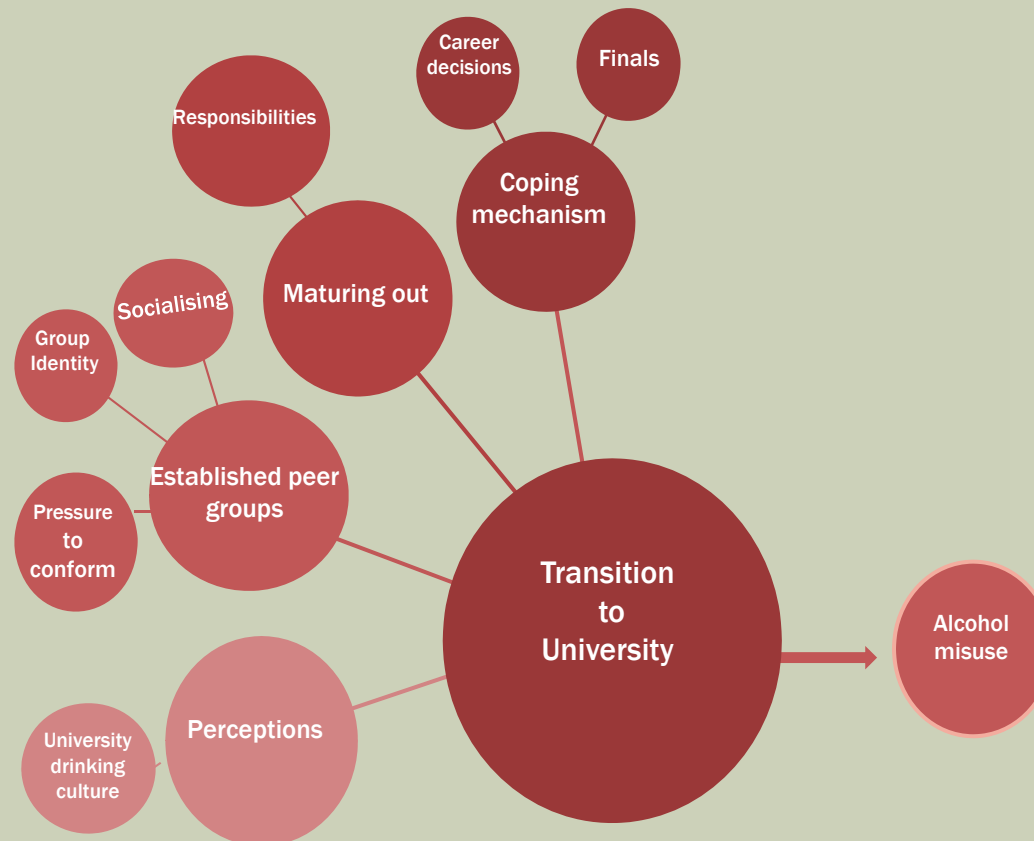 Career
decisions
Finals
Responsibilities
Coping
mechanism
Maturing out
Socialising
Group
Identity
Established peer
groups
Pressure
to
conform
Transition
to
University
Alcohol
misuse
Perceptions
University
drinking
culture